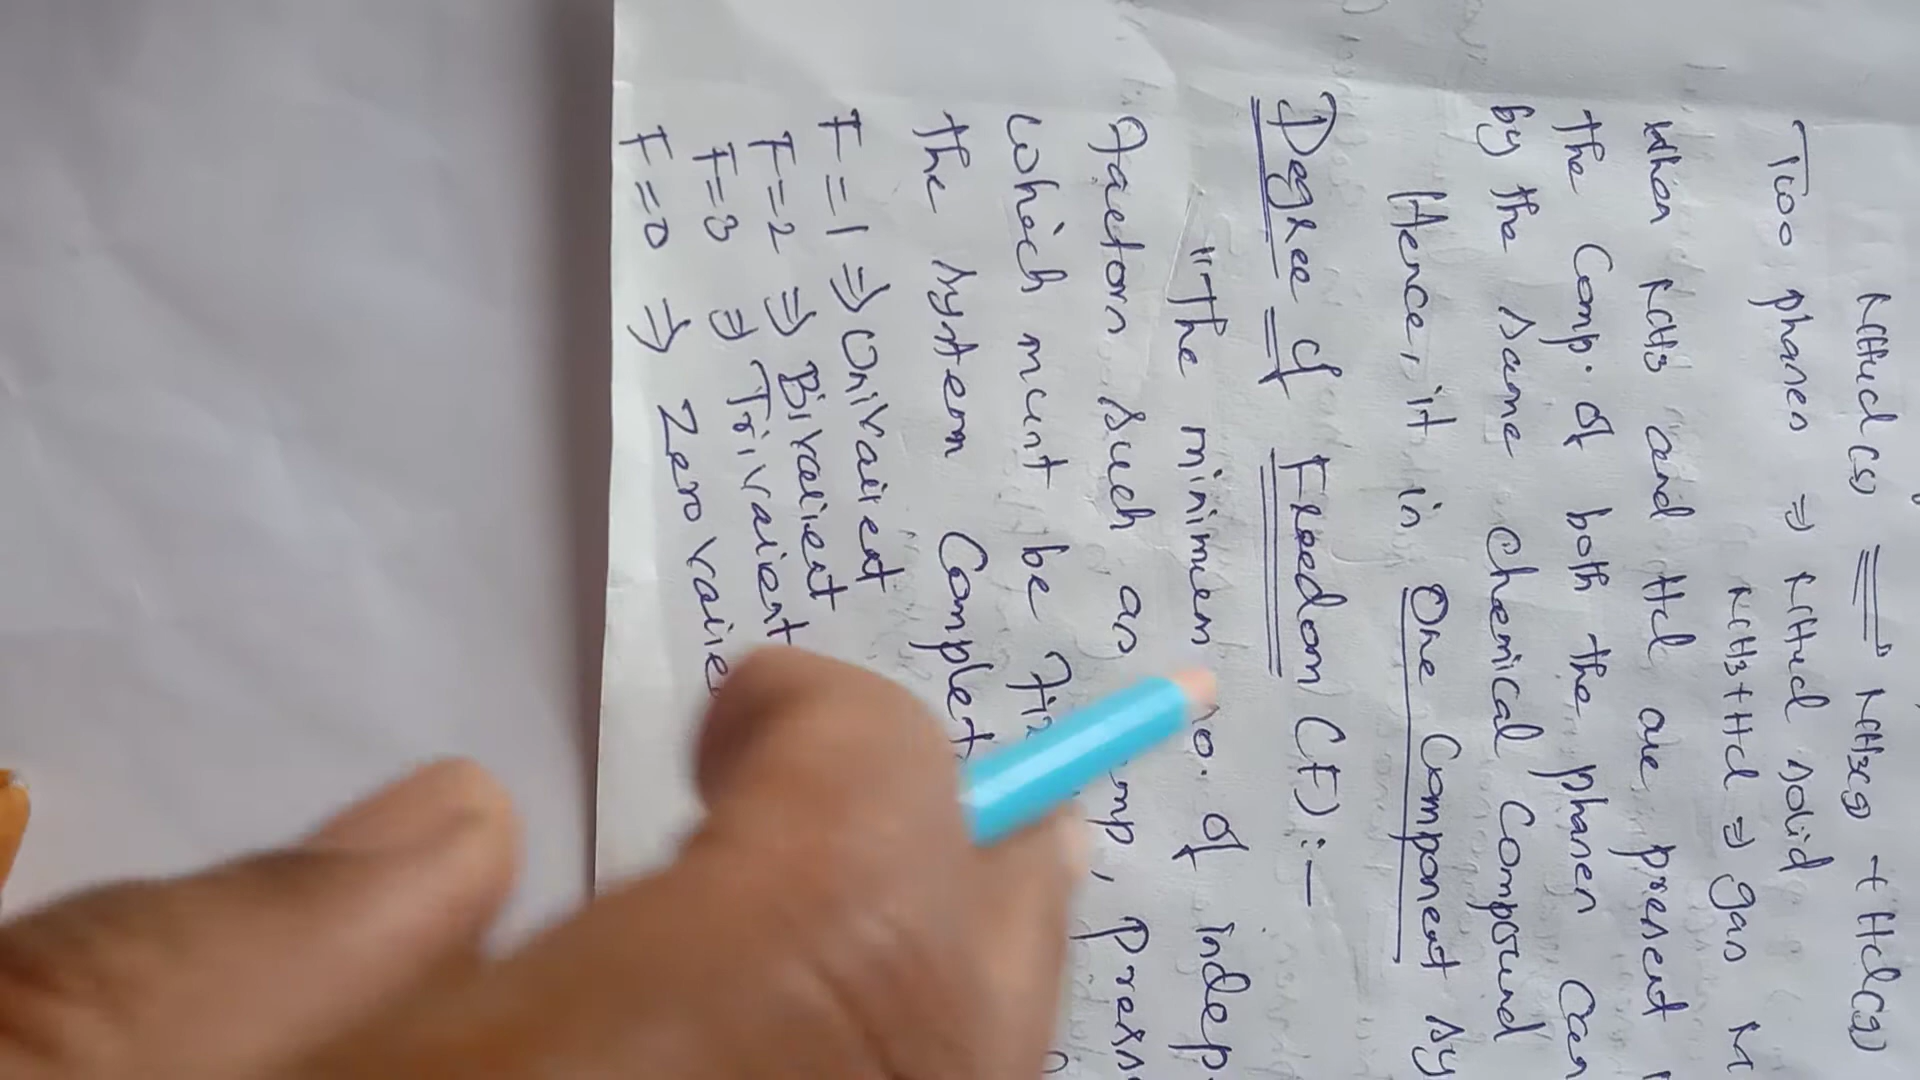 NH4Cl(s) ⇌ NH3(g) + HCl(g)
Two phases ⇒ NH4Cl solid
NH3 + HCl ⇒ gas
When NH3 and HCl are present
the Comp. of both the phases Can
by the same chemical Compound
Hence, it is One Component Sy
Degree of Freedom (F):-
"The minimum no. of indep
factors such as mp, press
which must be Fix
the system Complet
F=1 ⇒ Univarient
F=2 ⇒ Bivarient
F=3 ⇒ Trivarient
F=0 ⇒ Zero varie